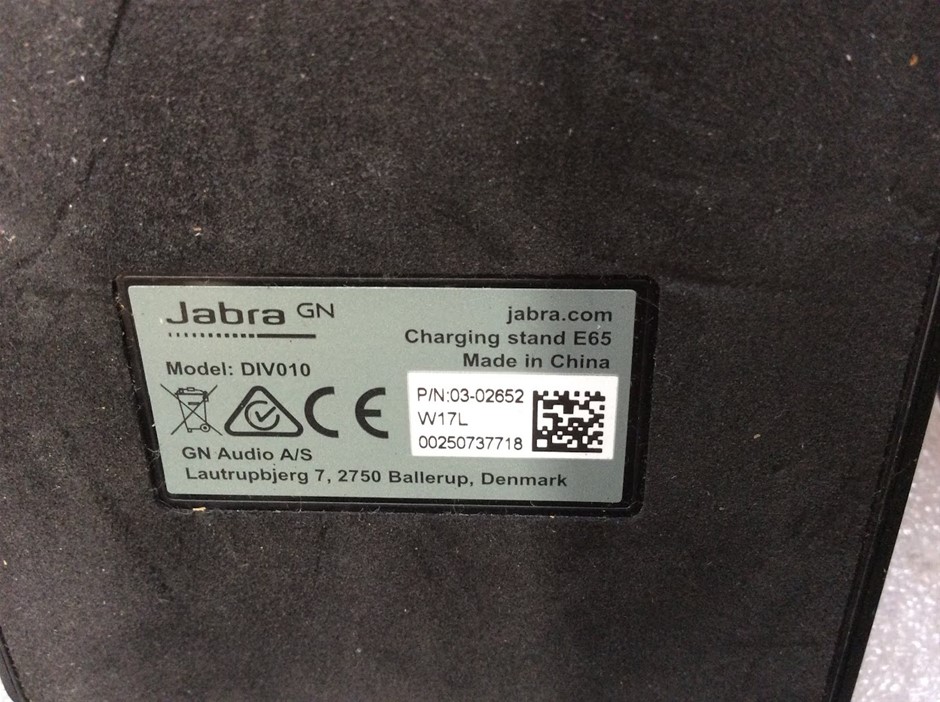 Jabra GN
jabra.com
Charging stand E65
Made in China
Model: DIV010
P/N:03-02652
W17L
00250737718
CE
GN Audio A/S
Lautrupbjerg 7, 2750 Ballerup, Denmark